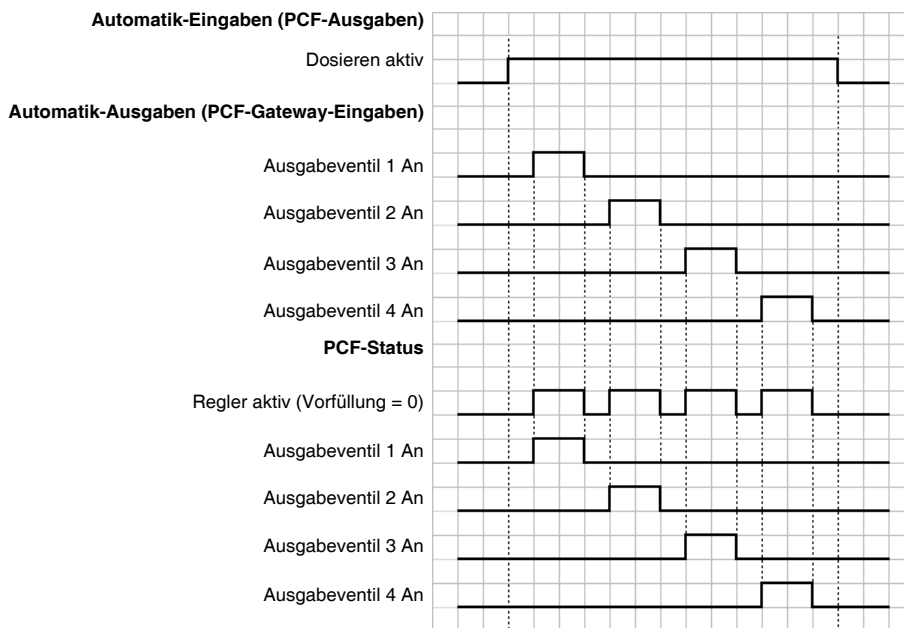 Automatik-Eingaben (PCF-Ausgaben)
Dosieren aktiv
Automatik-Ausgaben (PCF-Gateway-Eingaben)
Ausgabeventil 1 An
Ausgabeventil 2 An
Ausgabeventil 3 An
Ausgabeventil 4 An
PCF-Status
Regler aktiv (Vorfüllung = 0)
Ausgabeventil 1 An
Ausgabeventil 2 An
Ausgabeventil 3 An
Ausgabeventil 4 An